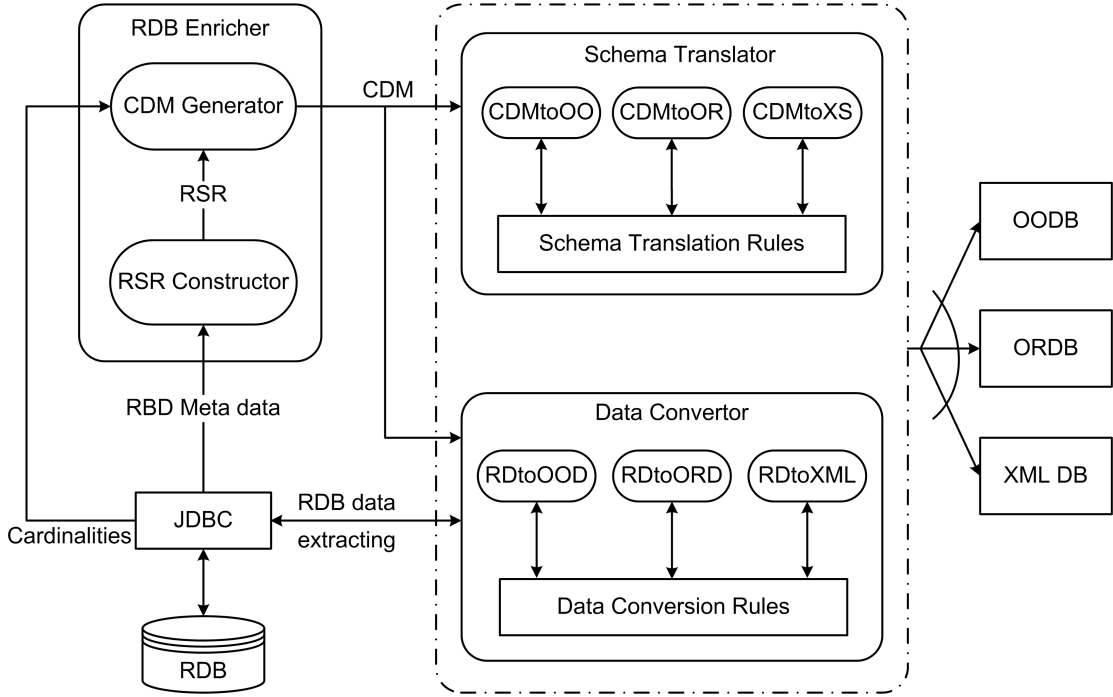 RDB Enricher
CDM Generator
RSR
RSR Constructor
RBD Meta data
JDBC
Cardinalities
RDB
CDM
RDB data
extracting
Schema Translator
CDMtoOO
CDMtoOR
CDMtoXS
Schema Translation Rules
Data Convertor
RDtoOOD
RDtoORD
RDtoXML
Data Conversion Rules
OODB
ORDB
XML DB